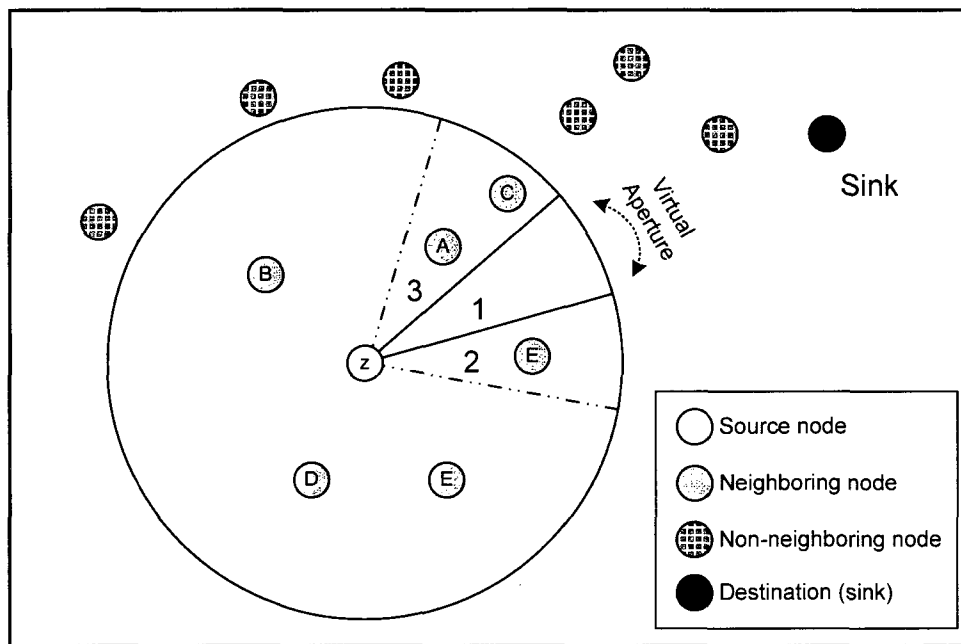 Sink
Virtual
Aperture
C
A
B
3
1
z
2
E
D
E
Source node
Neighboring node
Non-neighboring node
Destination (sink)